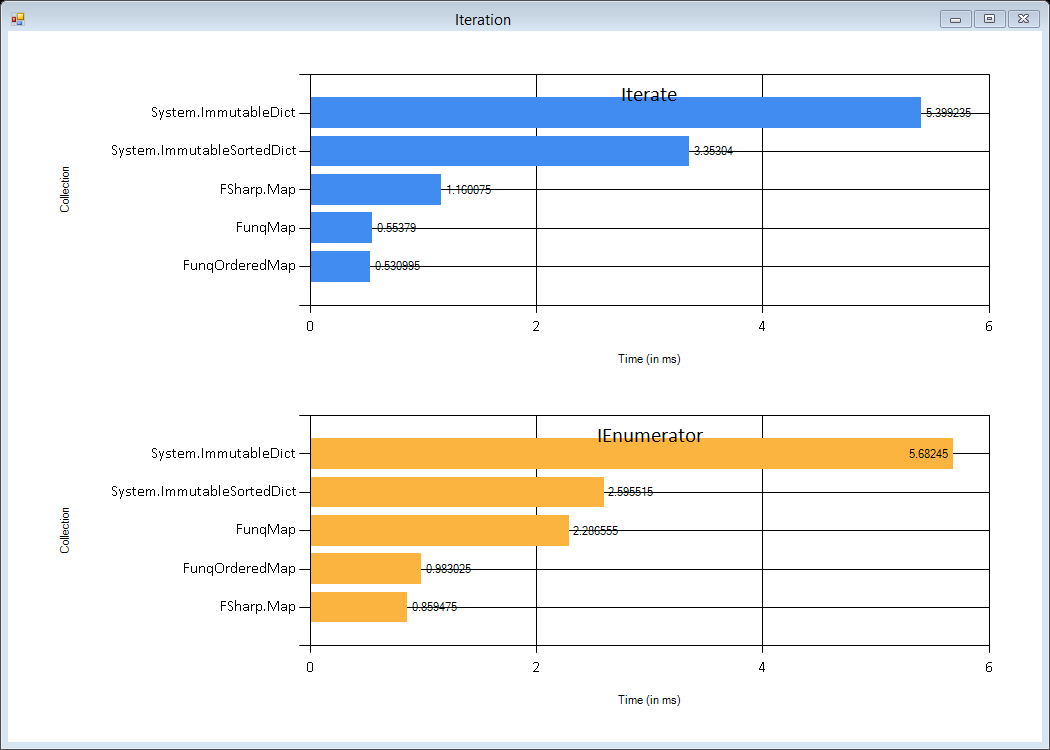 Iteration
Iterate
System.ImmutableDict
5.399235
System.ImmutableSortedDict
3.35304
FSharp.Map
1.160075
FunqMap
0.55379
FunqOrderedMap
0.530995
Collection
0 2 4 6
Time (in ms)
IEnumerator
System.ImmutableDict
5.68245
System.ImmutableSortedDict
2.595515
FunqMap
2.286555
FunqOrderedMap
0.983025
FSharp.Map
0.859475
Collection
0 2 4 6
Time (in ms)